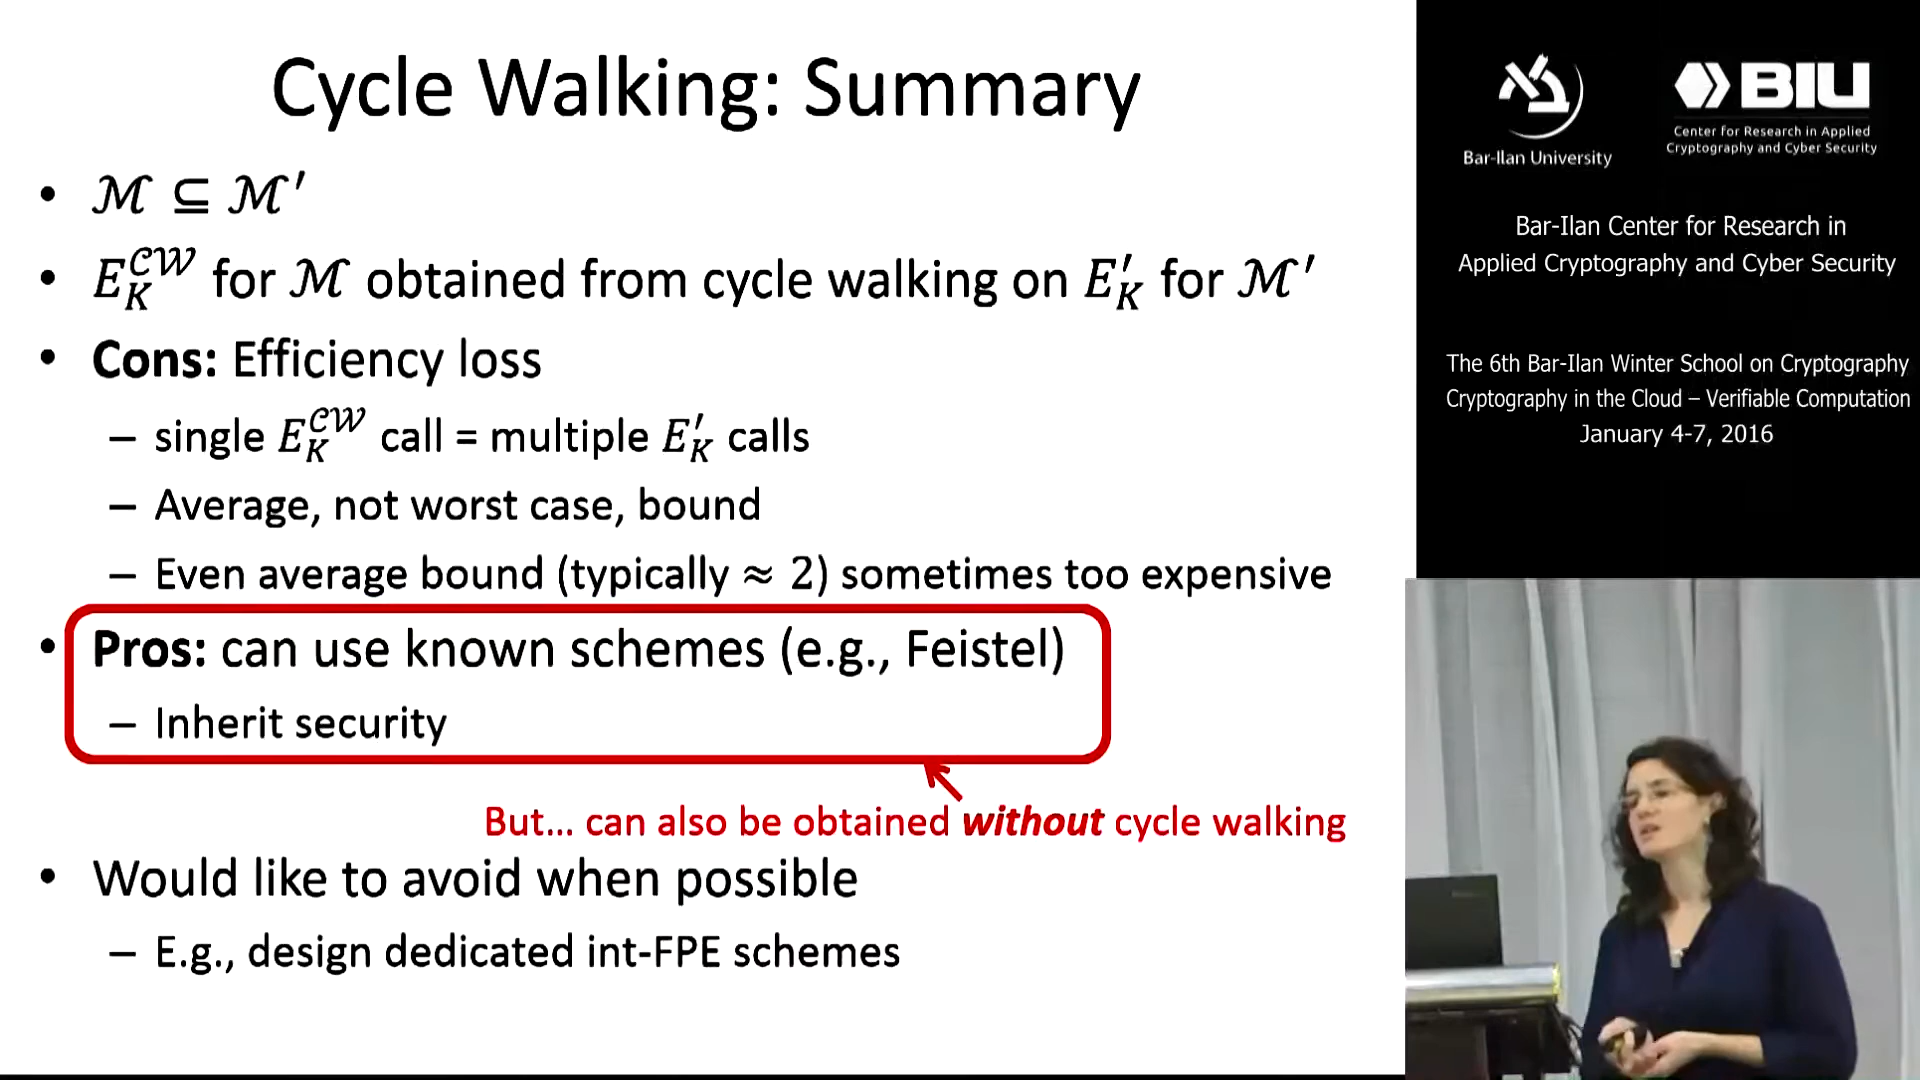 Cycle Walking: Summary
• ℳ ⊆ ℳ′
• E_K^𝒞𝒲 for ℳ obtained from cycle walking on E′_K for ℳ′
• Cons: Efficiency loss
– single E_K^𝒞𝒲 call = multiple E′_K calls
– Average, not worst case, bound
– Even average bound (typically ≈ 2) sometimes too expensive
• Pros: can use known schemes (e.g., Feistel)
– Inherit security
But... can also be obtained without cycle walking
• Would like to avoid when possible
– E.g., design dedicated int-FPE schemes
Bar-Ilan University
BIU
Center for Research in Applied
Cryptography and Cyber Security
Bar-Ilan Center for Research in
Applied Cryptography and Cyber Security
The 6th Bar-Ilan Winter School on Cryptography
Cryptography in the Cloud – Verifiable Computation
January 4-7, 2016